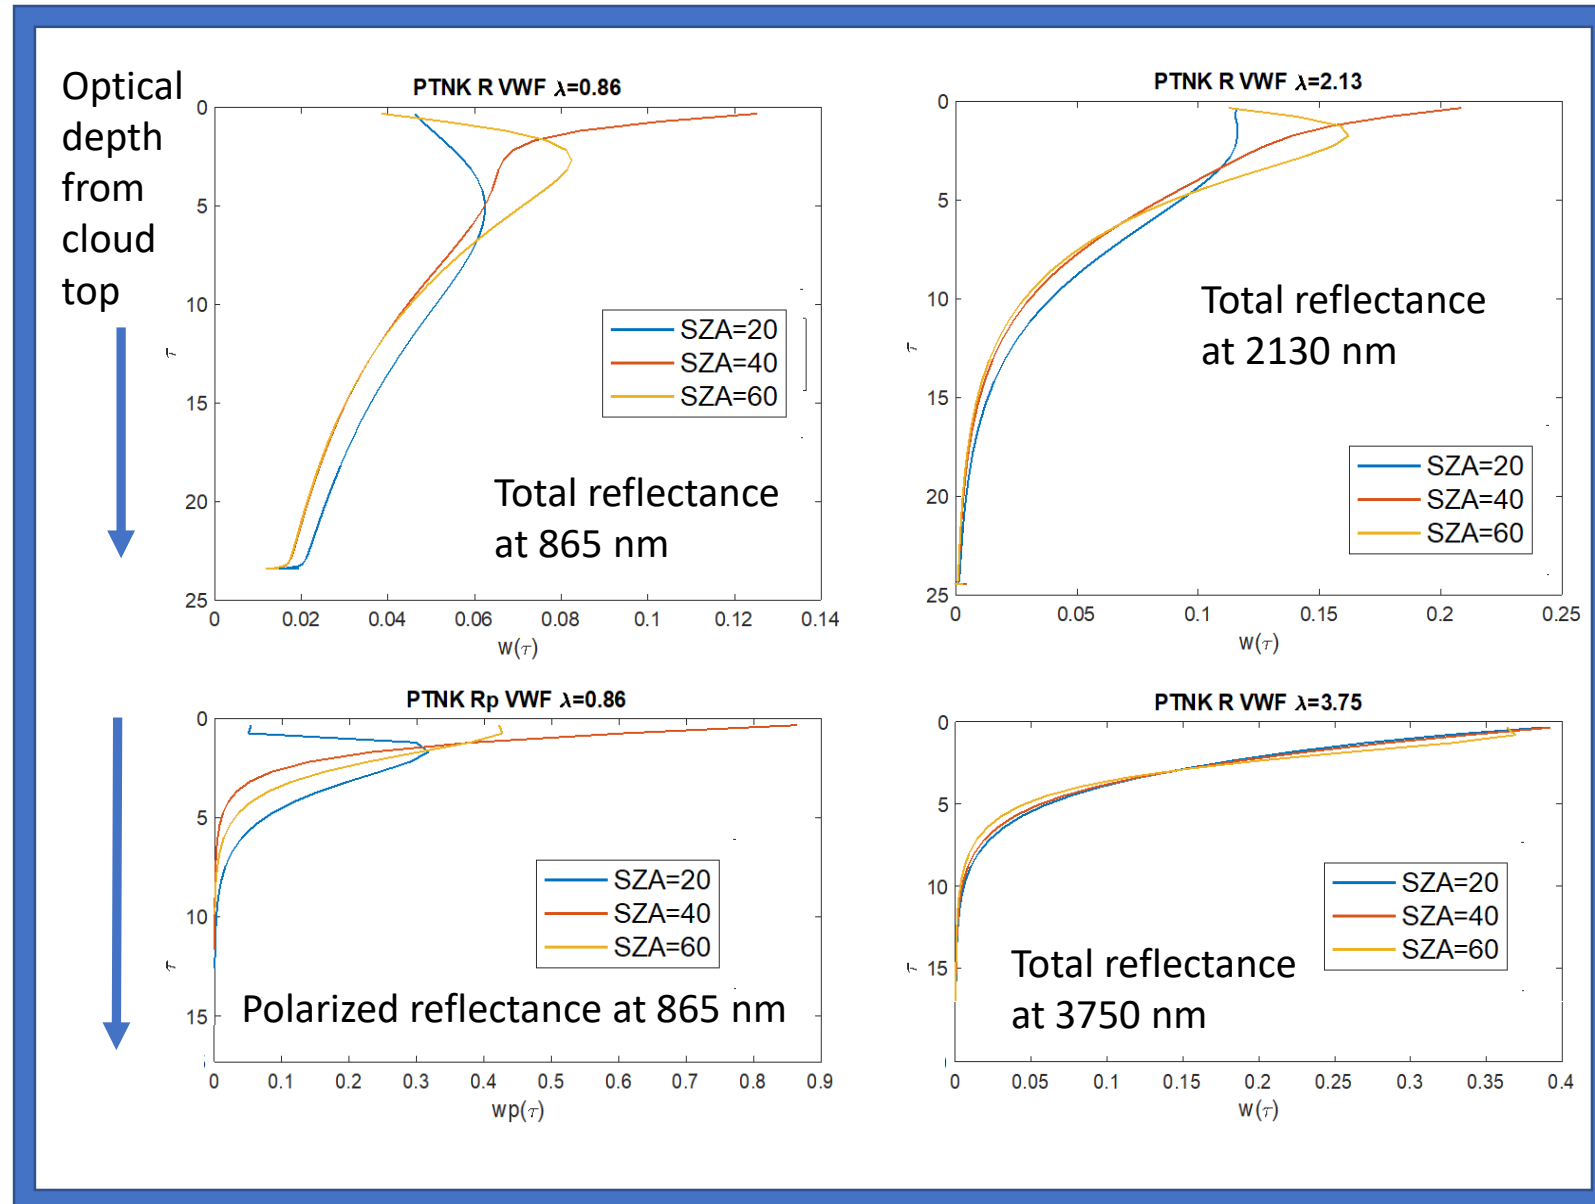 Optical
depth
from
cloud
top
PTNK R VWF λ=0.86
0
5
10
15
20
25
τ
0 0.02 0.04 0.06 0.08 0.1 0.12 0.14
w(τ)
SZA=20
SZA=40
SZA=60
Total reflectance
at 865 nm
PTNK R VWF λ=2.13
0
5
10
15
20
25
τ
0 0.05 0.1 0.15 0.2 0.25
w(τ)
Total reflectance
at 2130 nm
SZA=20
SZA=40
SZA=60
PTNK Rp VWF λ=0.86
0
5
10
15
τ
0 0.1 0.2 0.3 0.4 0.5 0.6 0.7 0.8 0.9
wp(τ)
SZA=20
SZA=40
SZA=60
Polarized reflectance at 865 nm
PTNK R VWF λ=3.75
0
5
10
15
τ
0 0.05 0.1 0.15 0.2 0.25 0.3 0.35 0.4
w(τ)
SZA=20
SZA=40
SZA=60
Total reflectance
at 3750 nm